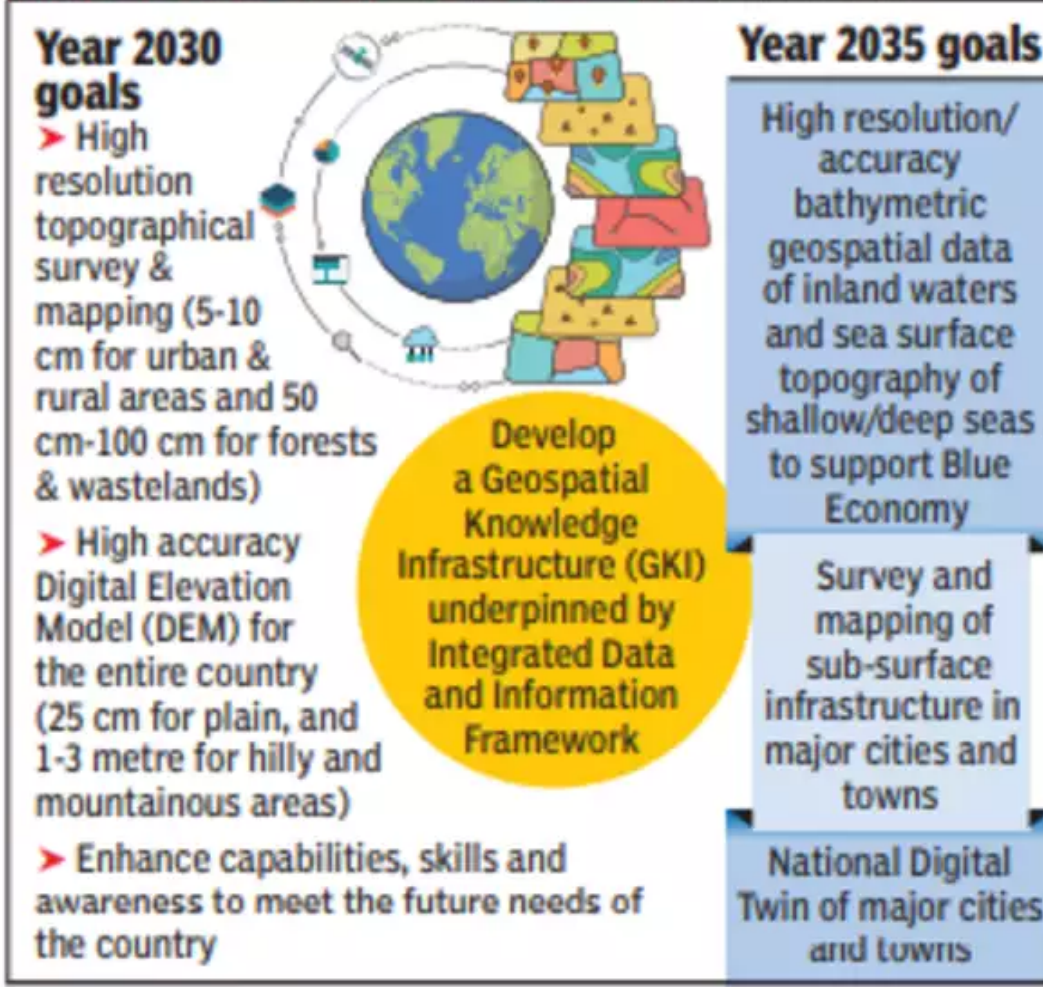 Year 2030
goals
➤ High
resolution
topographical
survey &
mapping (5-10
cm for urban &
rural areas and 50
cm-100 cm for forests
& wastelands)
➤ High accuracy
Digital Elevation
Model (DEM) for
the entire country
(25 cm for plain, and
1-3 metre for hilly and
mountainous areas)
➤ Enhance capabilities, skills and
awareness to meet the future needs of
the country
Develop
a Geospatial
Knowledge
Infrastructure (GKI)
underpinned by
Integrated Data
and Information
Framework
Year 2035 goals
High resolution/
accuracy
bathymetric
geospatial data
of inland waters
and sea surface
topography of
shallow/deep seas
to support Blue
Economy
Survey and
mapping of
sub-surface
infrastructure in
major cities and
towns
National Digital
Twin of major cities
and towns